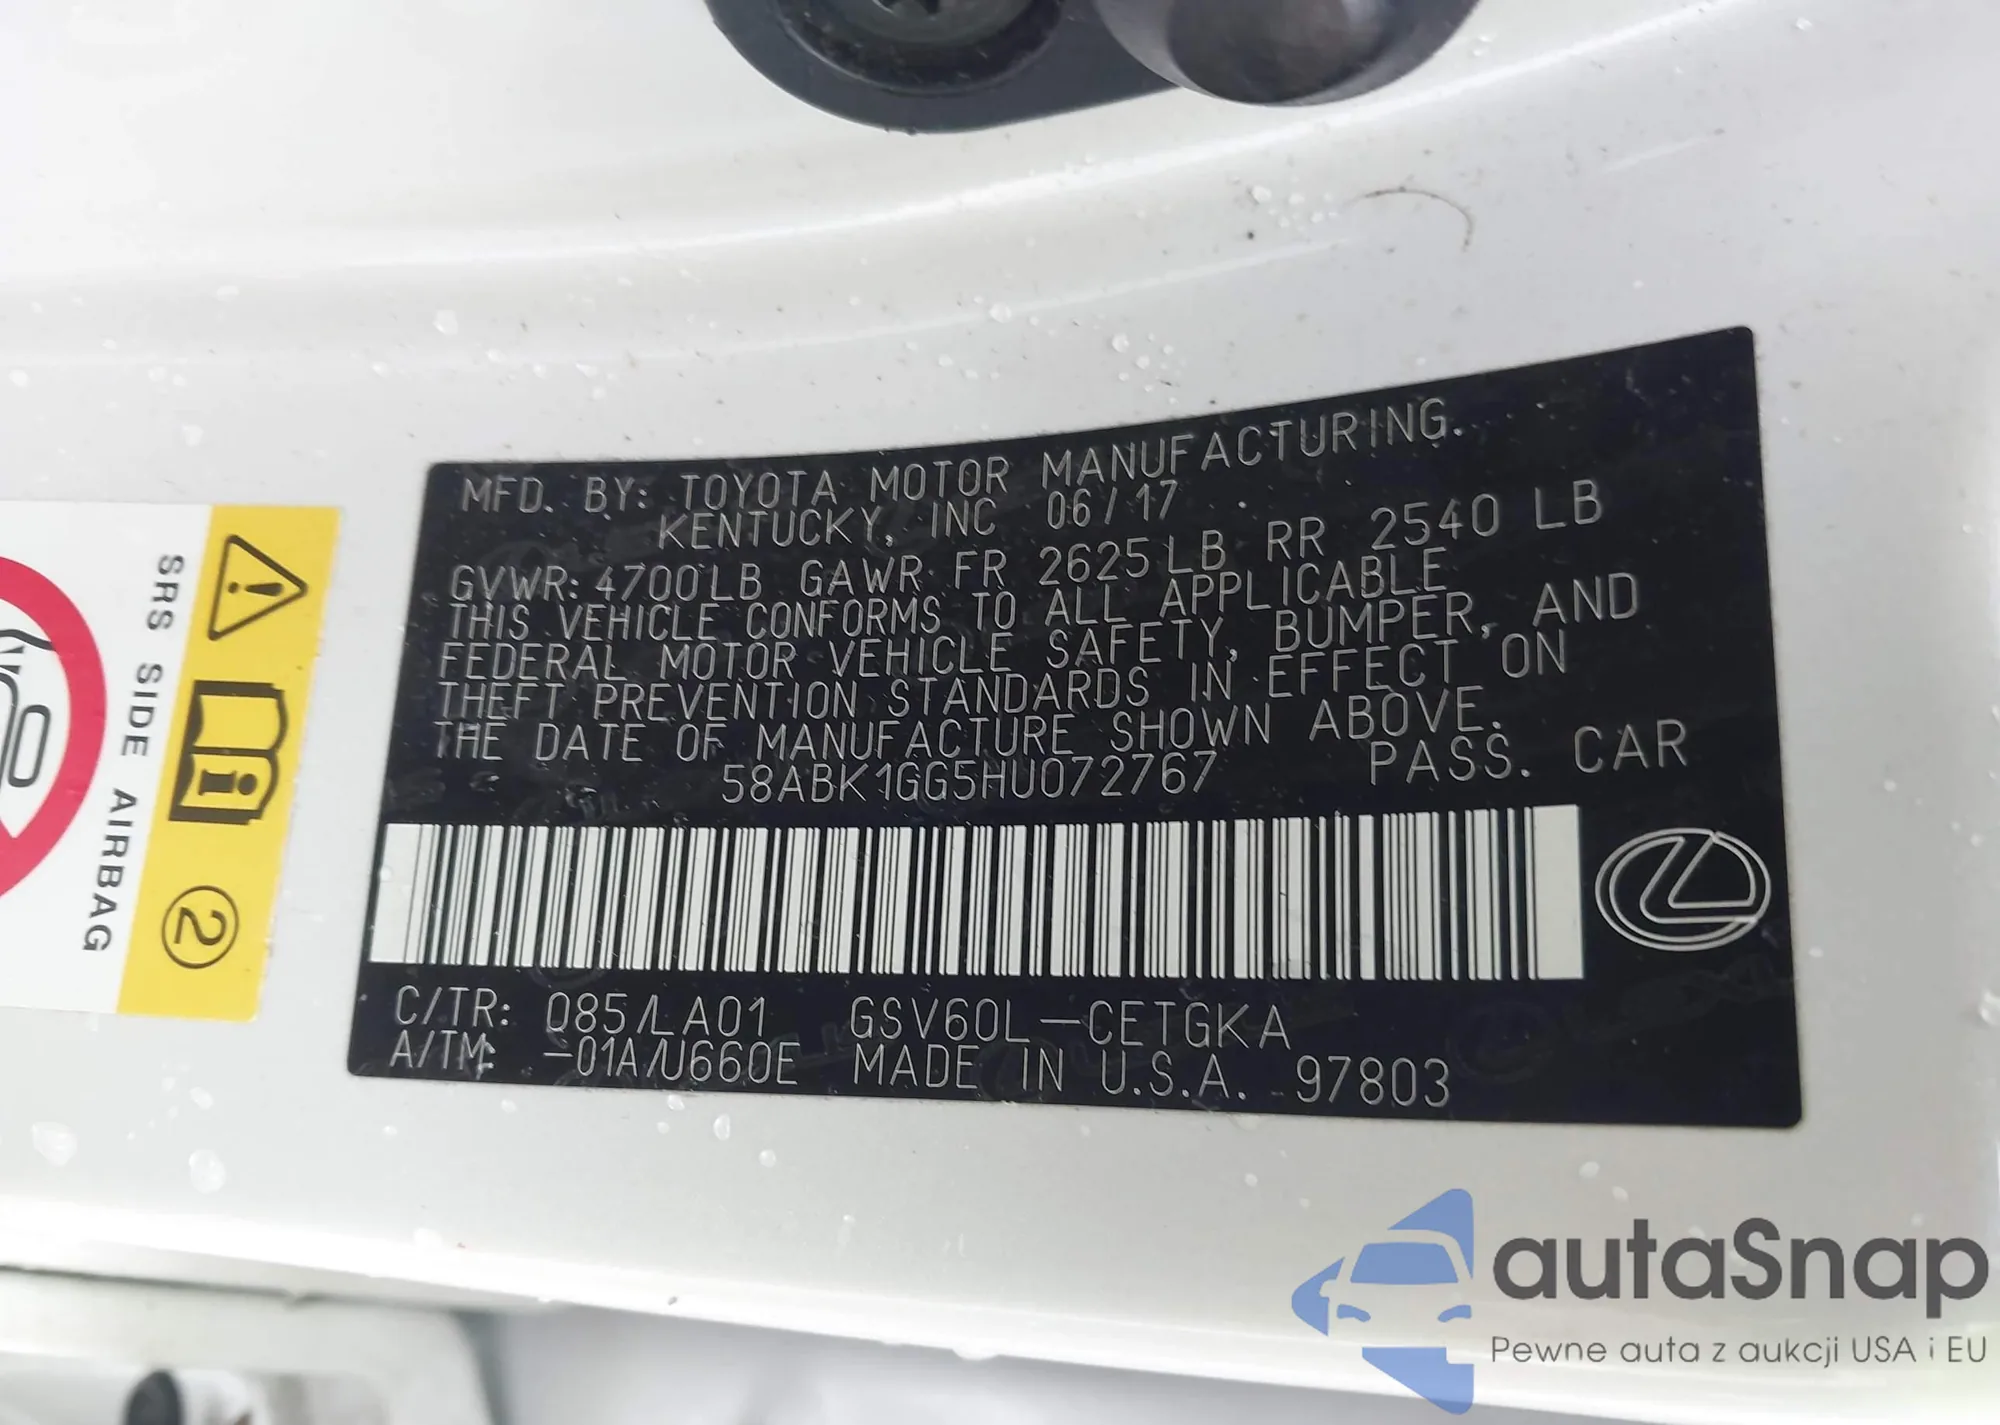 MFD. BY: TOYOTA MOTOR MANUFACTURING.
KENTUCKY, INC 06/17
GVWR: 4700LB GAWR FR 2625LB RR 2540 LB
THIS VEHICLE CONFORMS TO ALL APPLICABLE
FEDERAL MOTOR VEHICLE SAFETY, BUMPER, AND
THEFT PREVENTION STANDARDS IN EFFECT ON
THE DATE OF MANUFACTURE SHOWN ABOVE.
58ABK1GG5HU072767 PASS. CAR
C/TR: 085/LA01 GSV60L-CETGKA
A/TM: -01A/U660E MADE IN U.S.A. 97803
SRS SIDE AIRBAG
2
autaSnap
Pewne auta z aukcji USA i EU